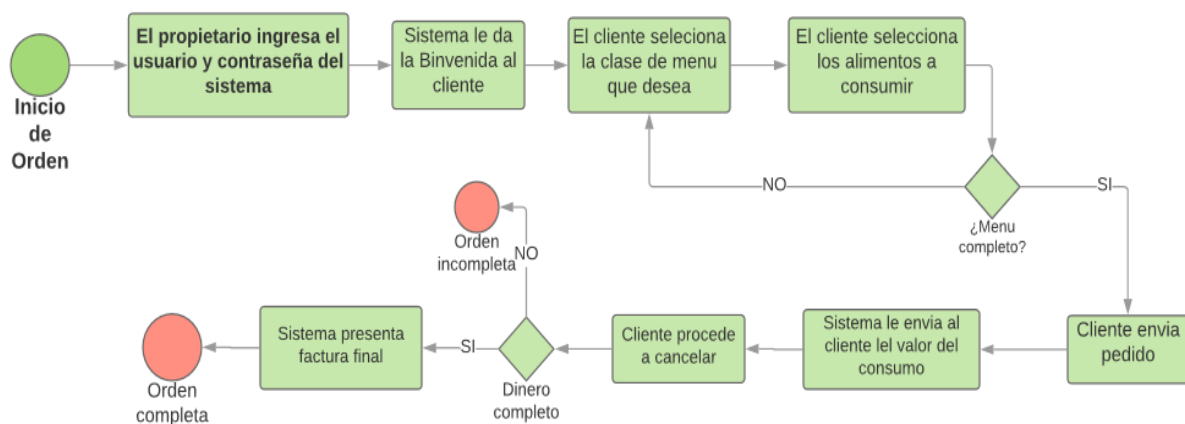 Inicio
de
Orden
El propietario ingresa el
usuario y contraseña del
sistema
Sistema le da
la Binvenida al
cliente
El cliente seleciona
la clase de menu
que desea
El cliente selecciona
los alimentos a
consumir
¿Menu
completo?
NO
SI
Cliente envia
pedido
Sistema le envia al
cliente lel valor del
consumo
Cliente procede
a cancelar
Dinero
completo
NO
Orden
incompleta
SI
Sistema presenta
factura final
Orden
completa